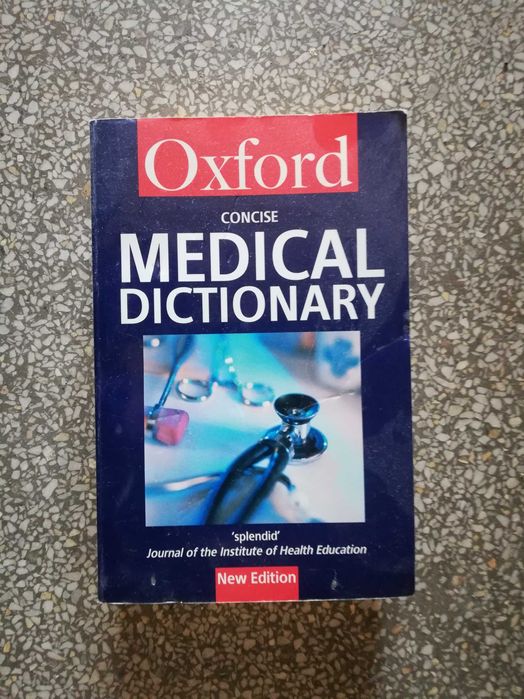 Oxford
CONCISE
MEDICAL
DICTIONARY
'splendid'
Journal of the Institute of Health Education
New Edition